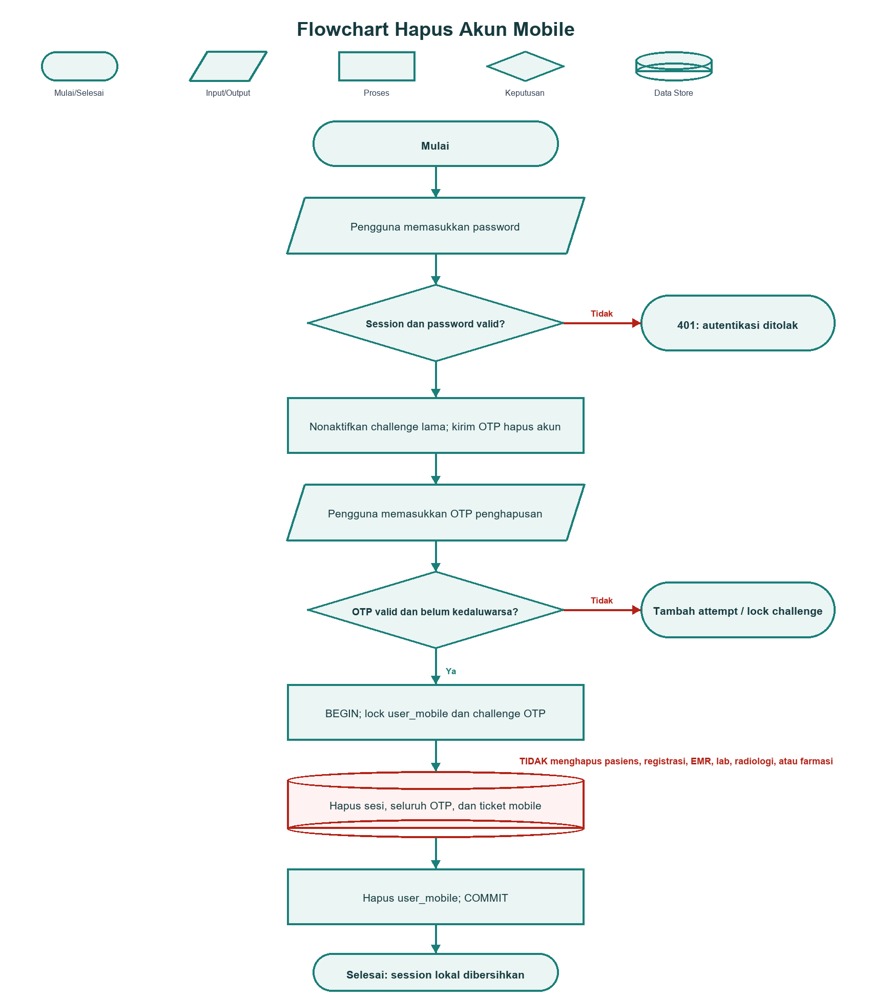 Flowchart Hapus Akun Mobile
Mulai/Selesai
Input/Output
Proses
Keputusan
Data Store
Mulai
Pengguna memasukkan password
Session dan password valid?
Tidak
401: autentikasi ditolak
Nonaktifkan challenge lama; kirim OTP hapus akun
Pengguna memasukkan OTP penghapusan
OTP valid dan belum kedaluwarsa?
Tidak
Tambah attempt / lock challenge
Ya
BEGIN; lock user_mobile dan challenge OTP
TIDAK menghapus pasiens, registrasi, EMR, lab, radiologi, atau farmasi
Hapus sesi, seluruh OTP, dan ticket mobile
Hapus user_mobile; COMMIT
Selesai: session lokal dibersihkan